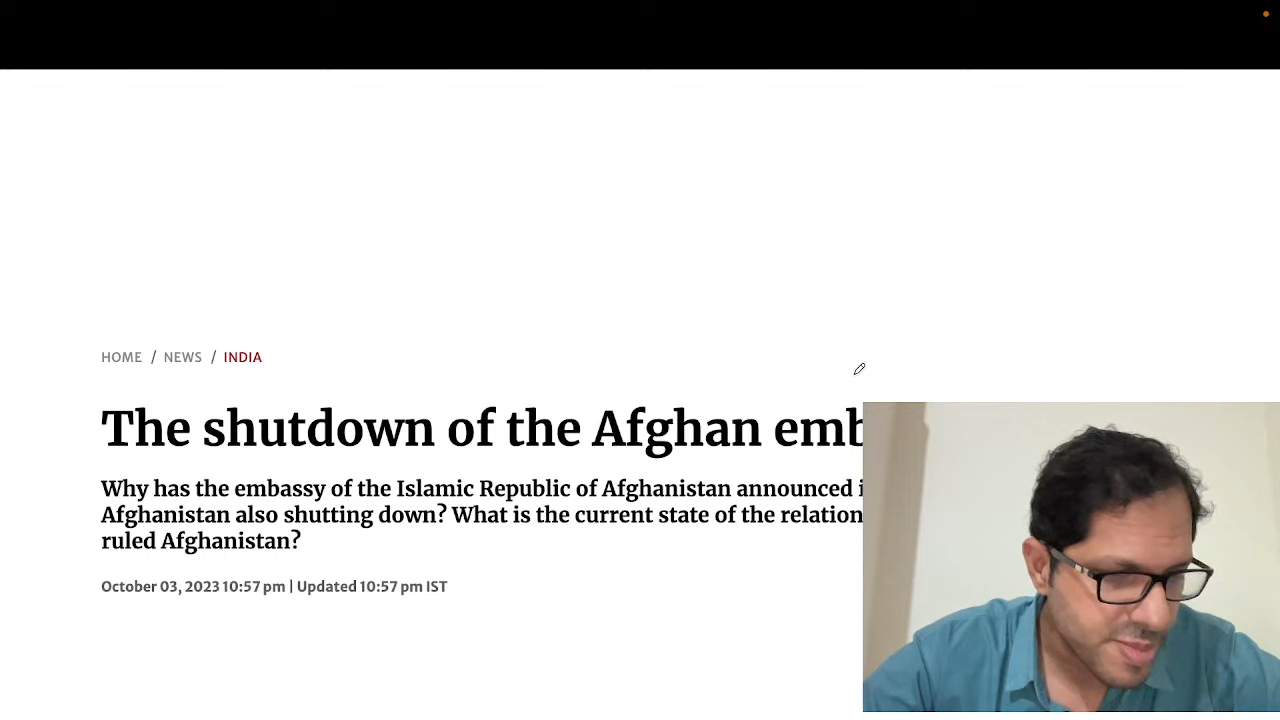 HOME / NEWS / INDIA
The shutdown of the Afghan
Why has the embassy of the Islamic Republic of Afghanistan announced
Afghanistan also shutting down? What is the current state of the
ruled Afghanistan?
October 03, 2023 10:57 pm | Updated 10:57 pm IST